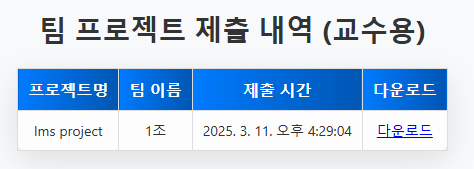 팀 프로젝트 제출 내역 (교수용)
프로젝트명 팀 이름 제출 시간 다운로드
lms project 1조 2025. 3. 11. 오후 4:29:04 다운로드